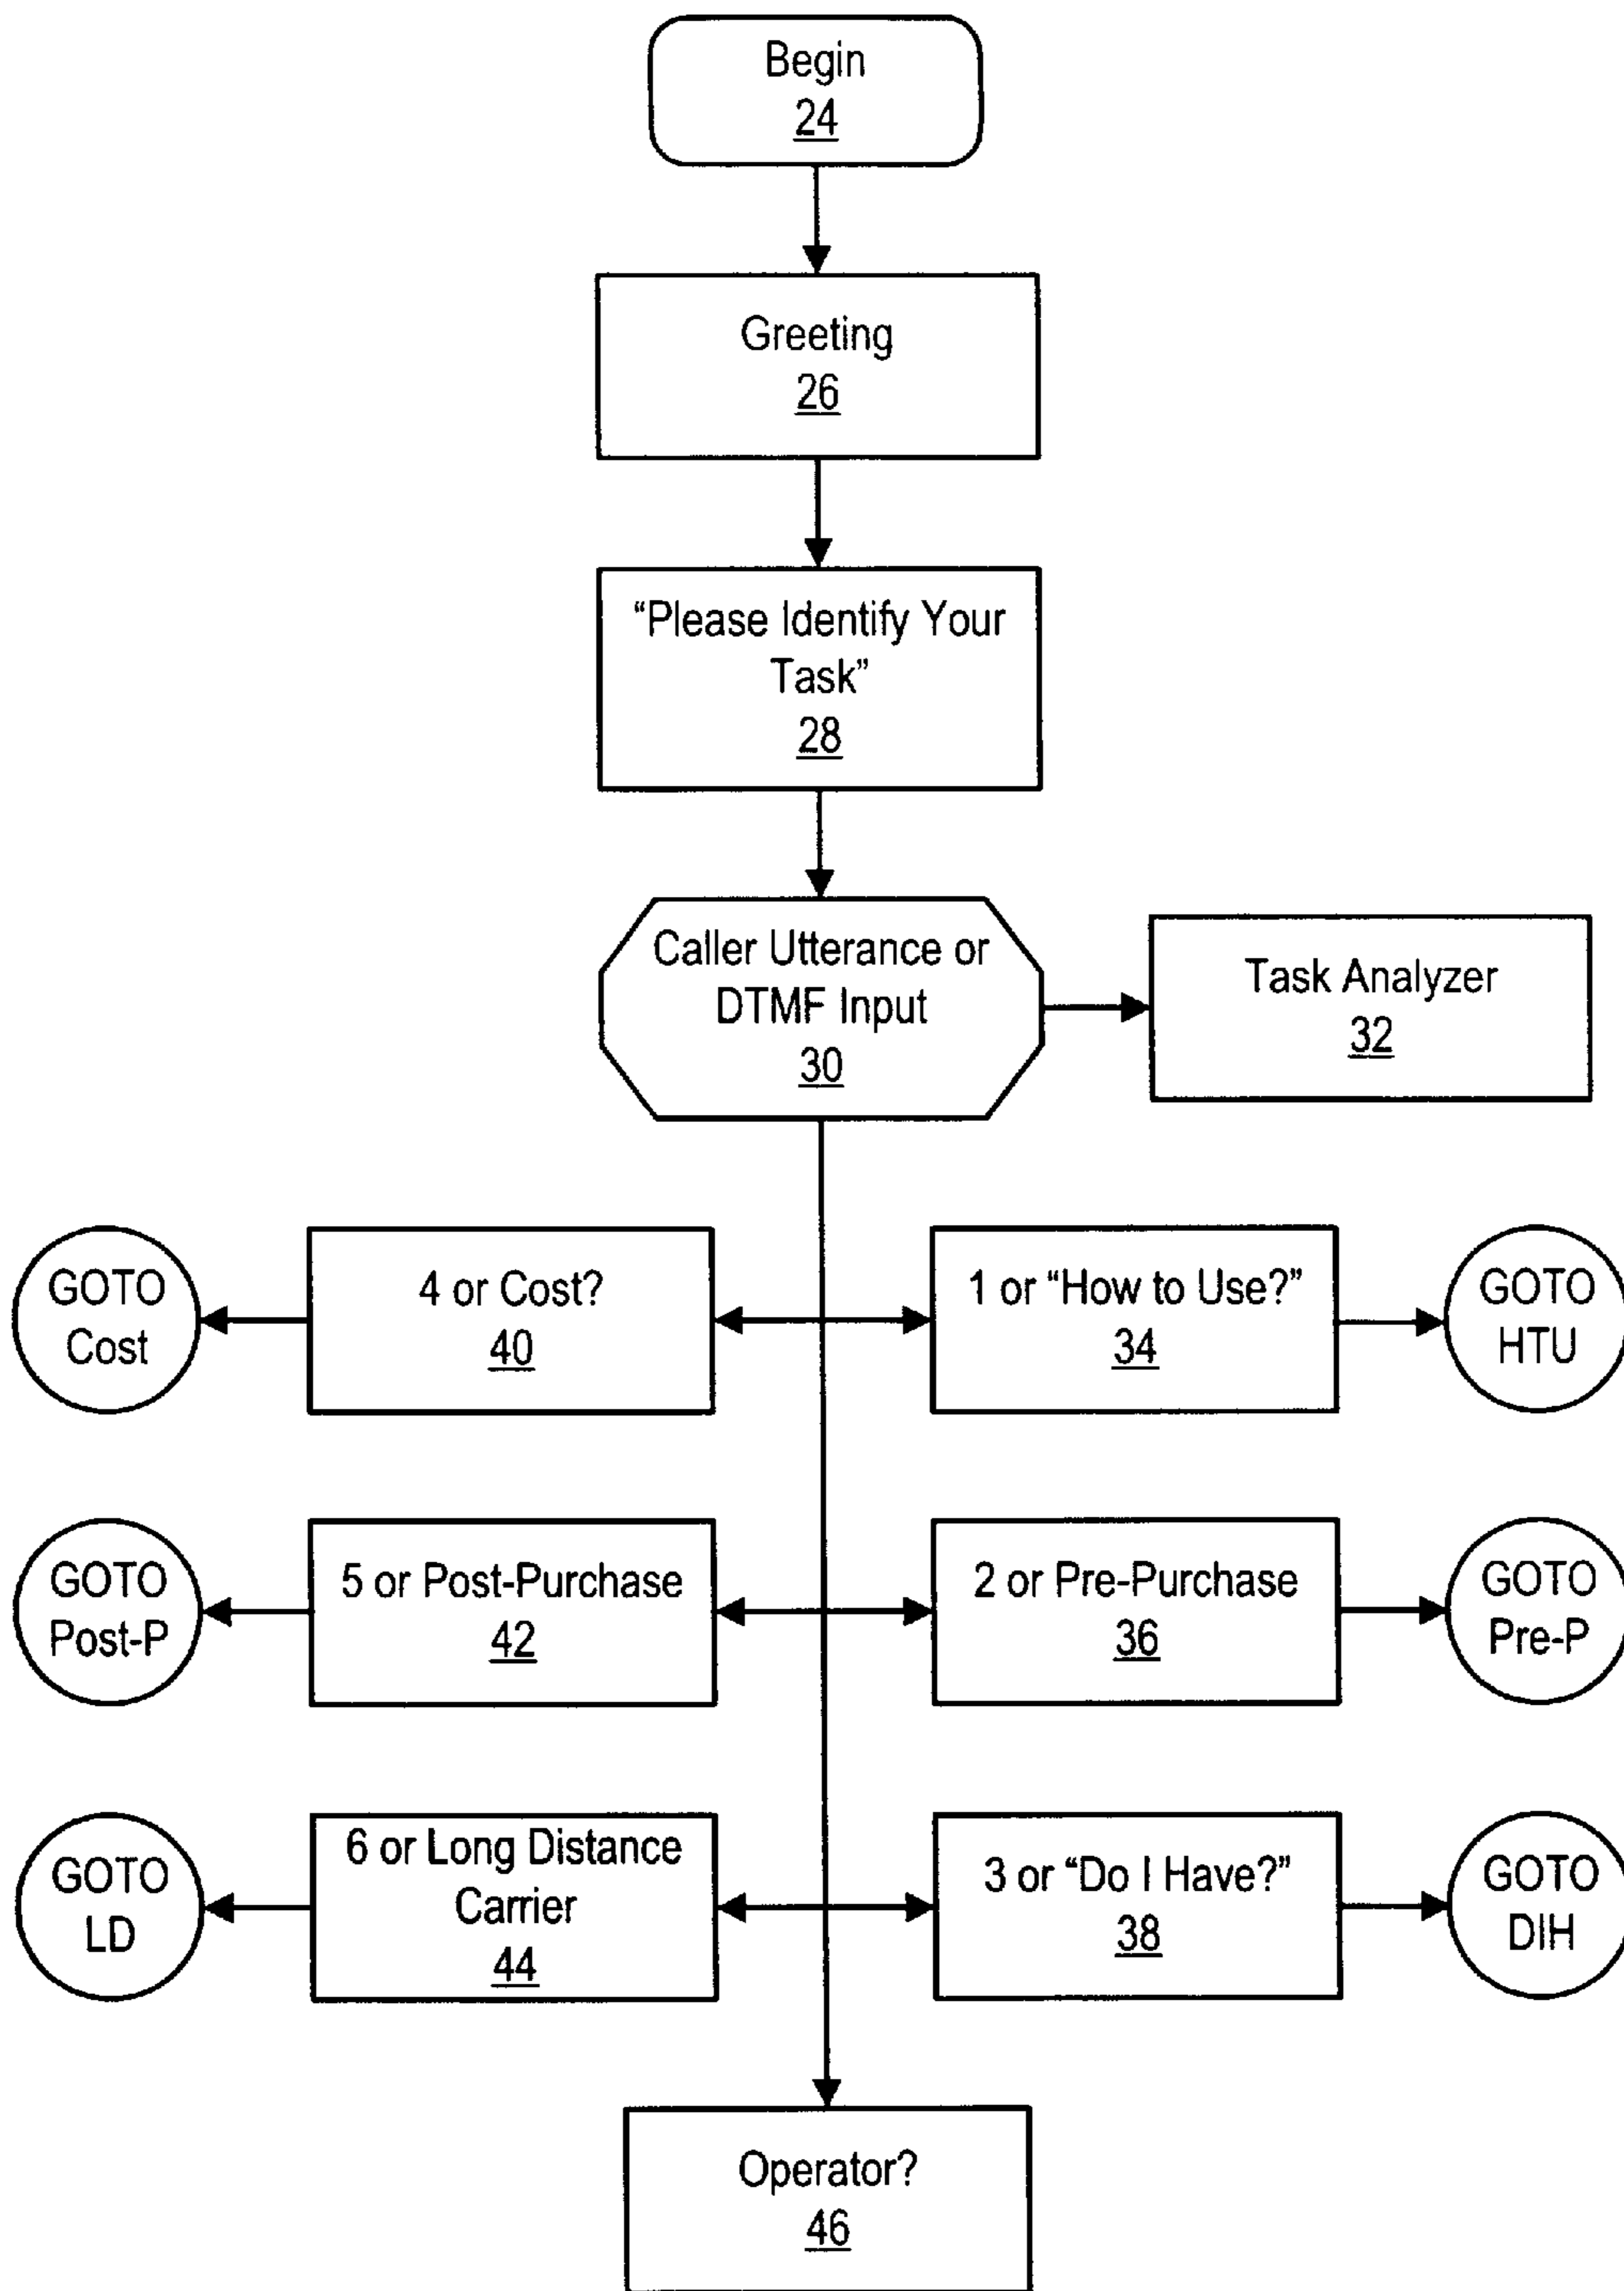 Begin
24
Greeting
26
“Please Identify Your
Task”
28
Caller Utterance or
DTMF Input
30
Task Analyzer
32
GOTO
Cost
4 or Cost?
40
1 or “How to Use?”
34
GOTO
HTU
GOTO
Post-P
5 or Post-Purchase
42
2 or Pre-Purchase
36
GOTO
Pre-P
GOTO
LD
6 or Long Distance
Carrier
44
3 or “Do I Have?”
38
GOTO
DIH
Operator?
46